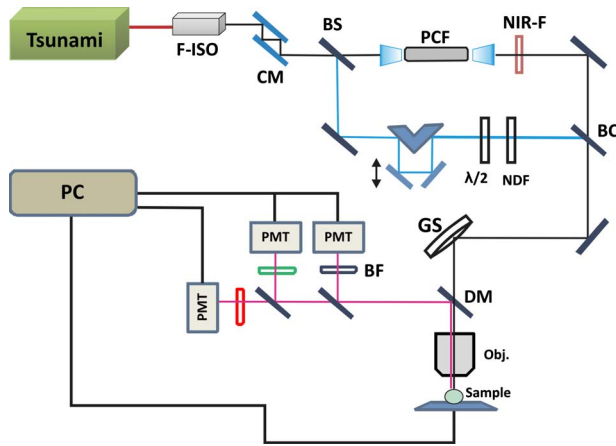 Tsunami
F-ISO
CM
BS
PCF
NIR-F
BC
λ/2
NDF
PC
PMT
PMT
PMT
BF
GS
DM
Obj.
Sample